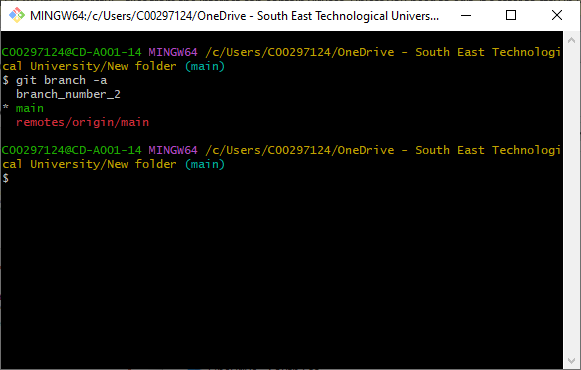 MINGW64:/c/Users/C00297124/OneDrive - South East Technological Univers...
C00297124@CD-A001-14 MINGW64 /c/Users/C00297124/OneDrive - South East Technologi
cal University/New folder (main)
$ git branch -a
  branch_number_2
* main
  remotes/origin/main
C00297124@CD-A001-14 MINGW64 /c/Users/C00297124/OneDrive - South East Technologi
cal University/New folder (main)
$